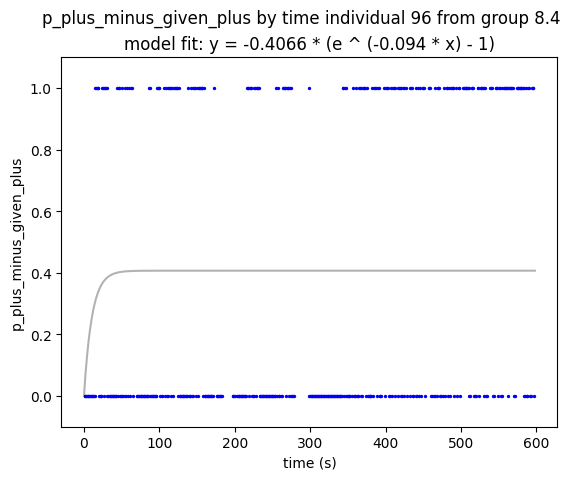 p_plus_minus_given_plus by time individual 96 from group 8.4
model fit: y = -0.4066 * (e ^ (-0.094 * x) - 1)
1.0
0.8
0.6
0.4
0.2
0.0
p_plus_minus_given_plus
0 100 200 300 400 500 600
time (s)